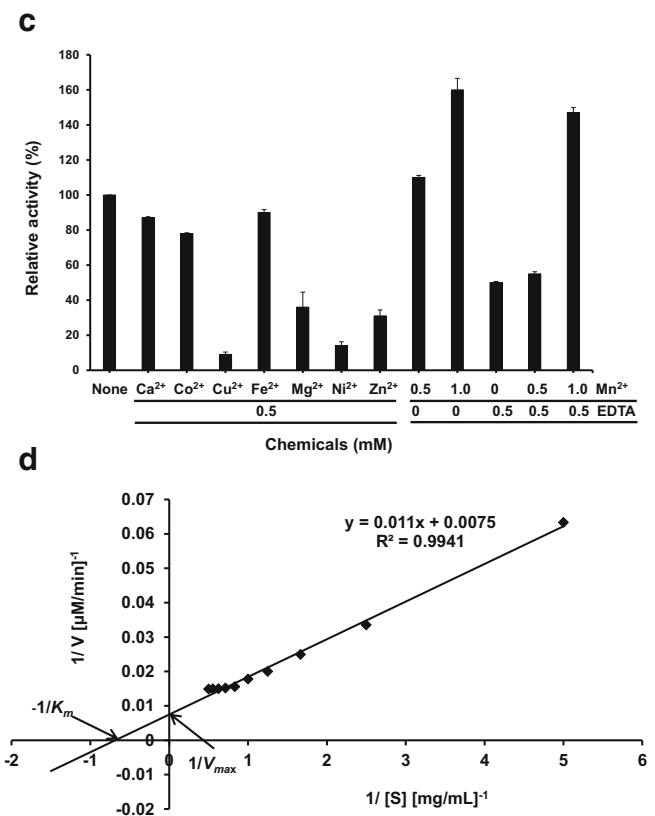 c
180
160
140
120
100
80
60
40
20
0
Relative activity (%)
None Ca²⁺ Co²⁺ Cu²⁺ Fe²⁺ Mg²⁺ Ni²⁺ Zn²⁺ 0.5 1.0 0 0.5 1.0 Mn²⁺
0.5 0 0 0.5 0.5 0.5 EDTA
Chemicals (mM)
d
0.07
0.06
0.05
0.04
0.03
0.02
0.01
0
-0.01
-0.02
1/ V [µM/min]⁻¹
y = 0.011x + 0.0075
R² = 0.9941
-1/Kₘ
1/Vₘₐₓ
-2 -1 0 1 2 3 4 5 6
1/ [S] [mg/mL]⁻¹